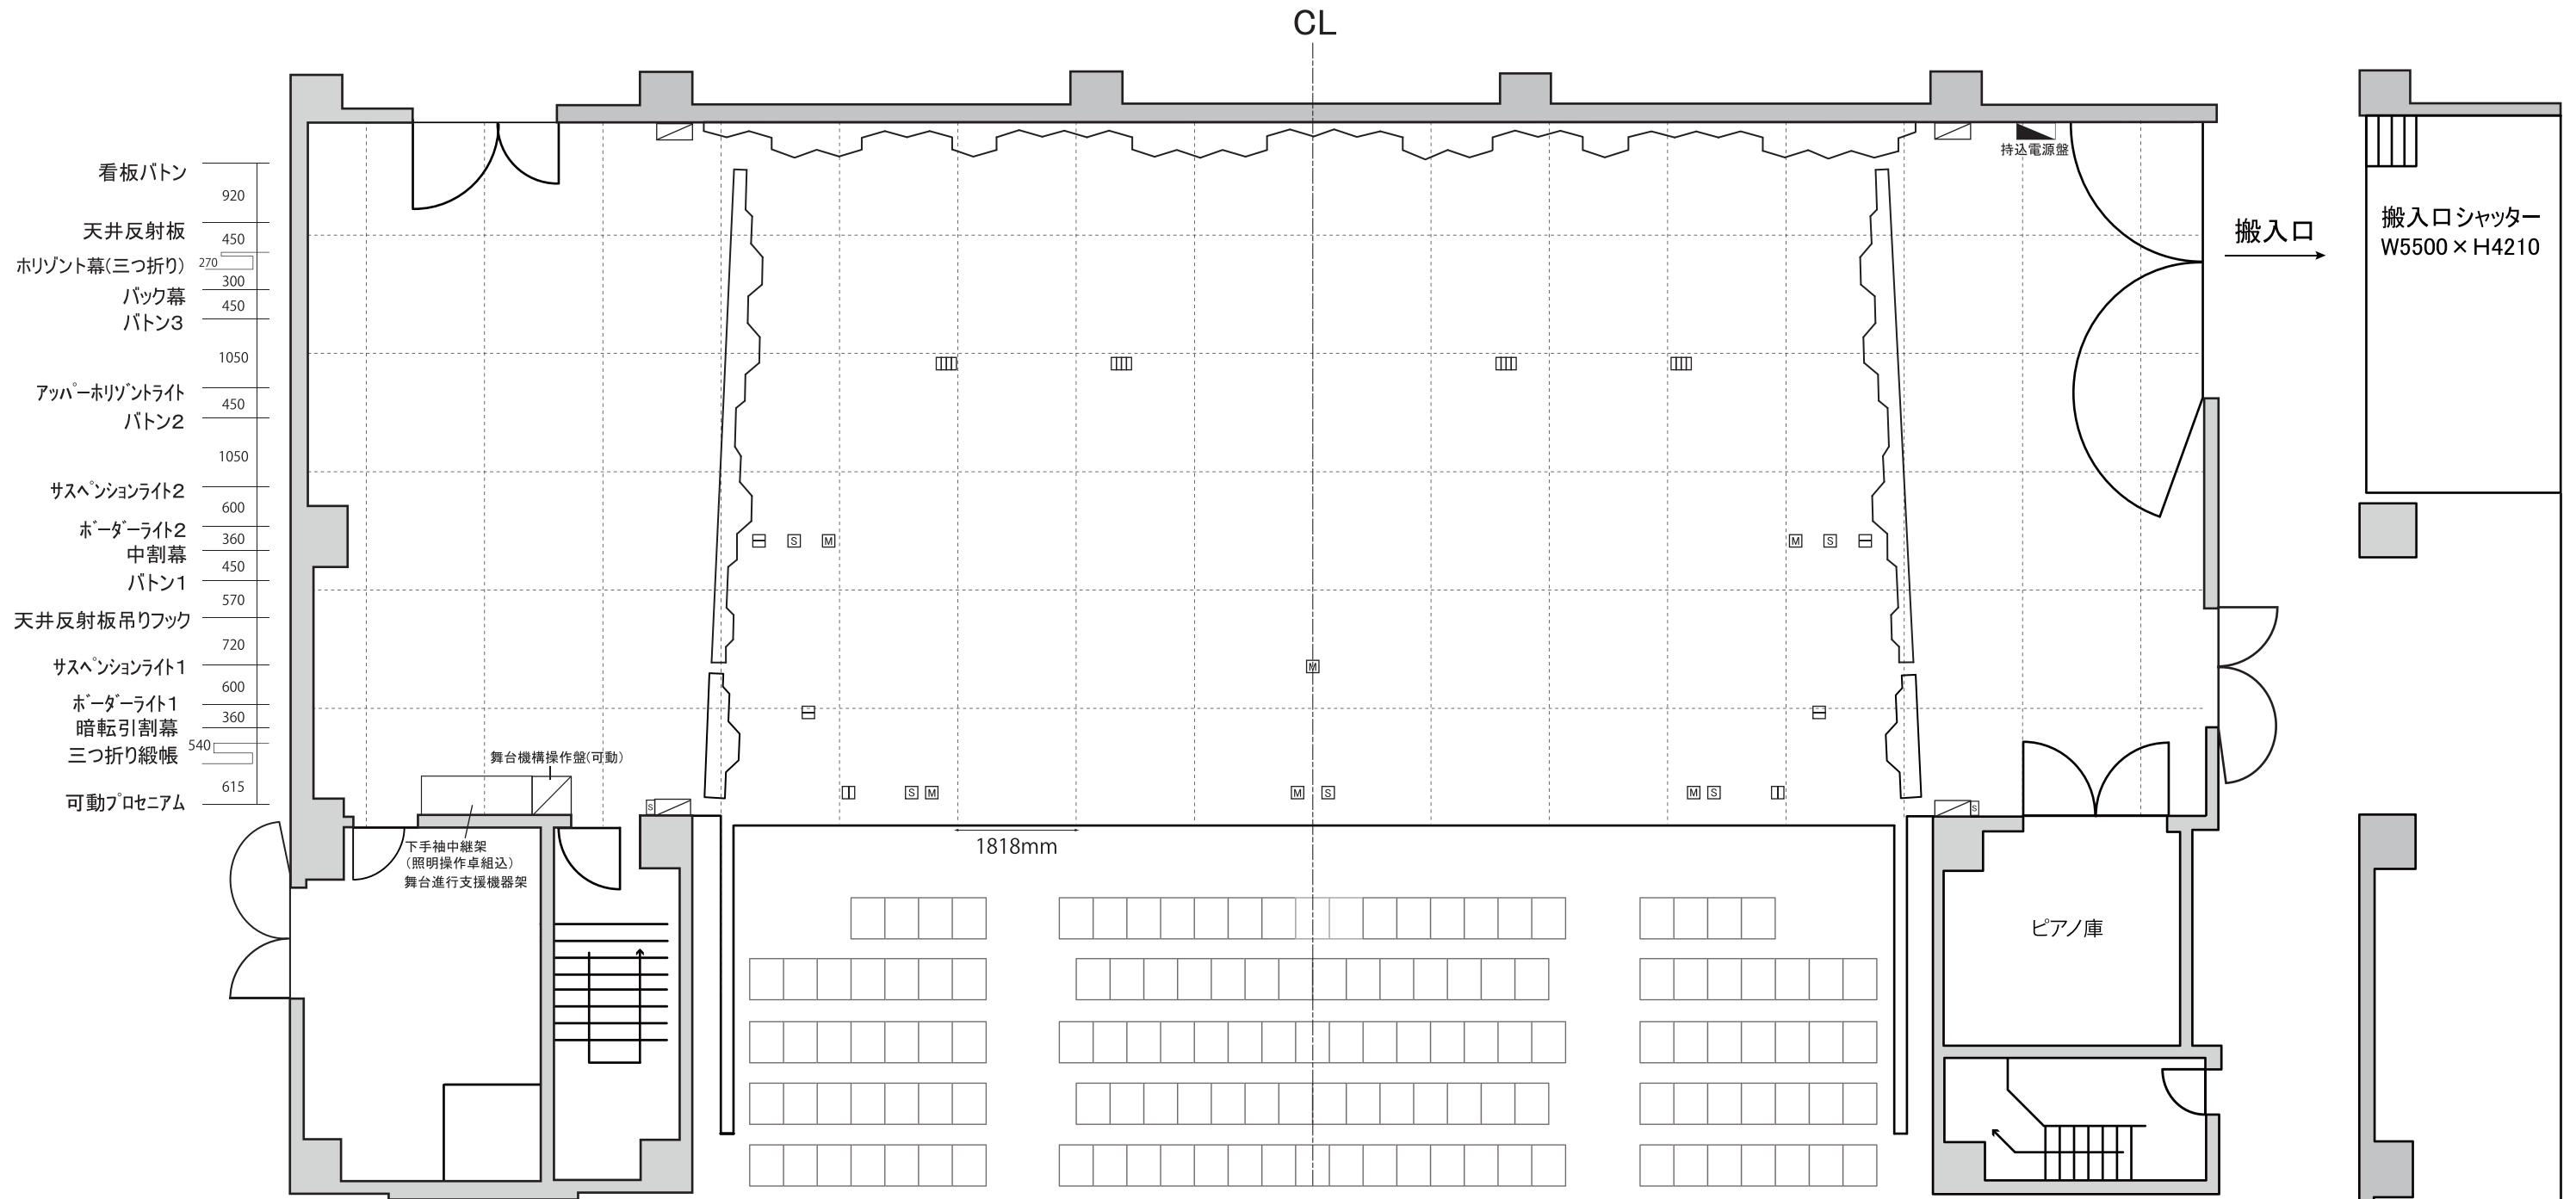 CL
看板バトン
920
天井反射板
450
ホリゾント幕(三つ折り)
270
300
バック幕
450
バトン3
1050
アッパーホリゾントライト
450
バトン2
1050
サスペンションライト2
600
ボーダーライト2
360
中割幕
450
バトン1
570
天井反射板吊りフック
720
サスペンションライト1
600
ボーダーライト1
360
暗転引割幕
540
三つ折り緞帳
615
可動プロセニアム
持込電源盤
搬入口
搬入口シャッター
W5500×H4210
S M
M S
M
舞台機構操作盤(可動)
S M
M S
M S
S
S
下手袖中継架
(照明操作卓組込)
舞台進行支援機器架
1818mm
ピアノ庫